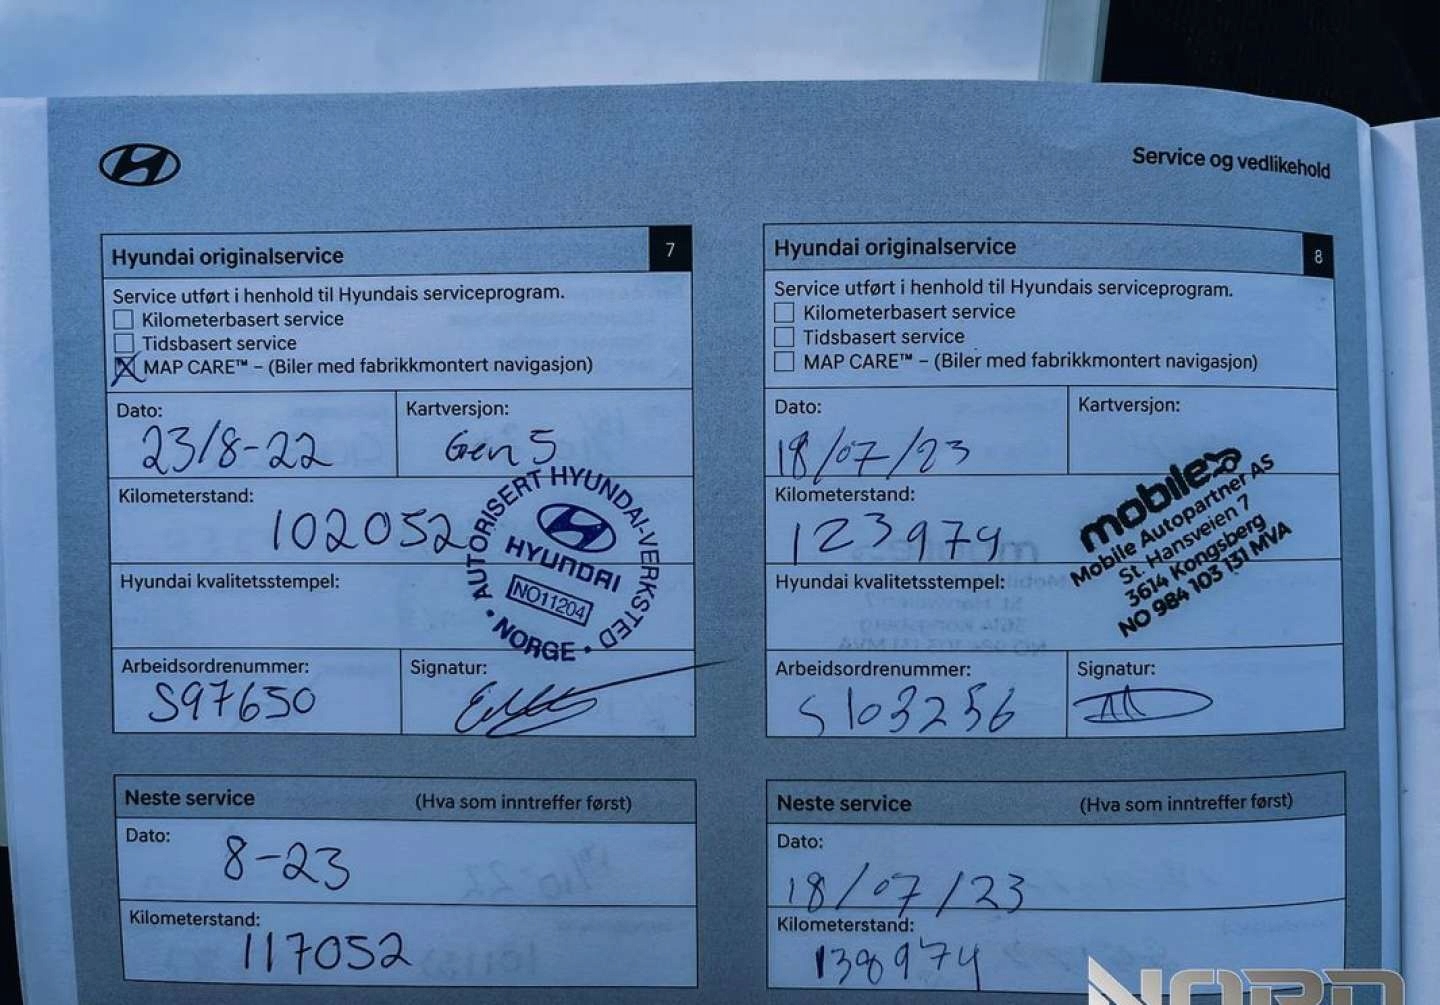 Service og vedlikehold
Hyundai originalservice 7
Service utført i henhold til Hyundais serviceprogram.
Kilometerbasert service
Tidsbasert service
MAP CARE™ – (Biler med fabrikkmontert navigasjon)
Dato: Kartversjon:
23/8-22 Gen 5
Kilometerstand:
102052
Hyundai kvalitetsstempel:
AUTORISERT HYUNDAI-VERKSTED
HYUNDAI
NO11204
NORGE
Arbeidsordrenummer: Signatur:
S97650
Neste service (Hva som inntreffer først)
Dato:
8-23
Kilometerstand:
117052
Hyundai originalservice 8
Service utført i henhold til Hyundais serviceprogram.
Kilometerbasert service
Tidsbasert service
MAP CARE™ – (Biler med fabrikkmontert navigasjon)
Dato: Kartversjon:
18/07/23
Kilometerstand:
123974
mobile
Mobile Autopartner AS
St. Hansveien 7
3614 Kongsberg
NO 984 103 131 MVA
Hyundai kvalitetsstempel:
Arbeidsordrenummer: Signatur:
S103256
Neste service (Hva som inntreffer først)
Dato:
18/07/23
Kilometerstand:
138974
NORD